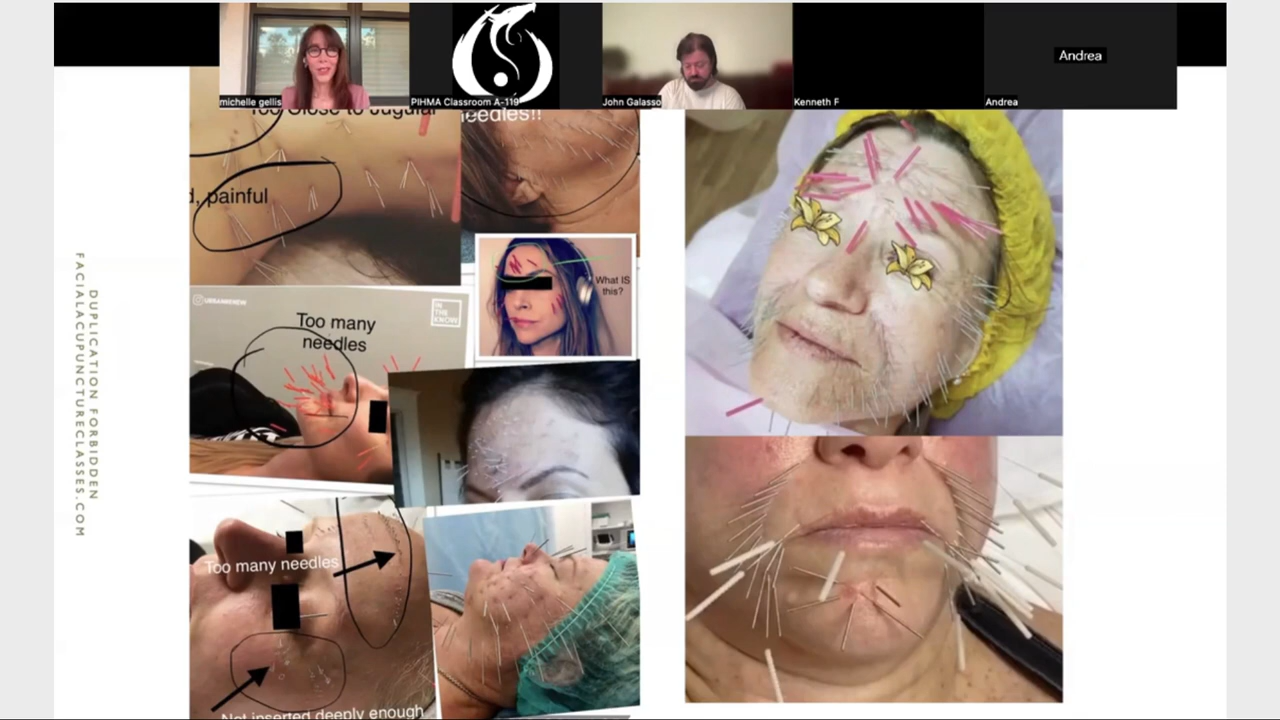 michelle gellis
PIHMA Classroom A-119
John Galasso
Kenneth F
Andrea
Andrea
Too Close to Jugular
needles!!
d, painful
What IS
this?
@URBANKNEW
IN
THE
KNOW
Too many
needles
Too many needles
Not inserted deeply enough
DUPLICATION FORBIDDEN
FACIALACUPUNCTURECLASSES.COM